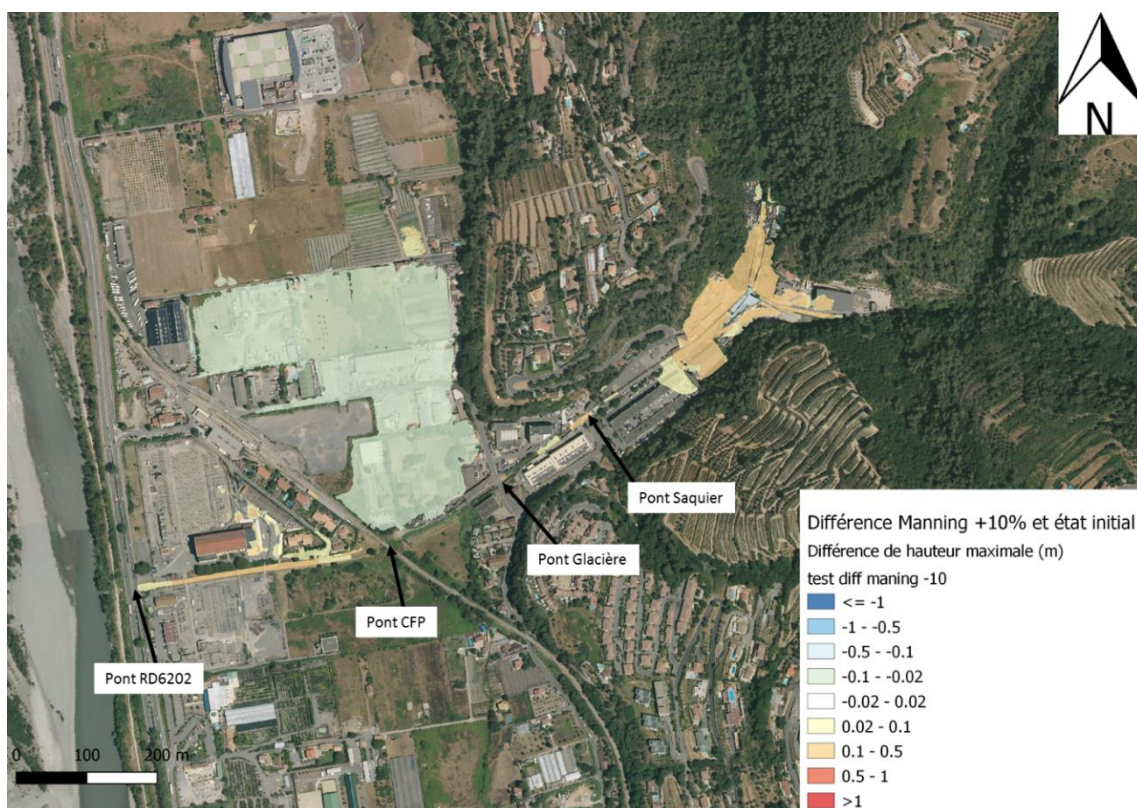 N
Pont Saquier
Pont Glacière
Pont CFP
Pont RD6202
0 100 200 m
Différence Manning +10% et état initial
Différence de hauteur maximale (m)
test diff maning -10
<= -1
-1 - -0.5
-0.5 - -0.1
-0.1 - -0.02
-0.02 - 0.02
0.02 - 0.1
0.1 - 0.5
0.5 - 1
>1